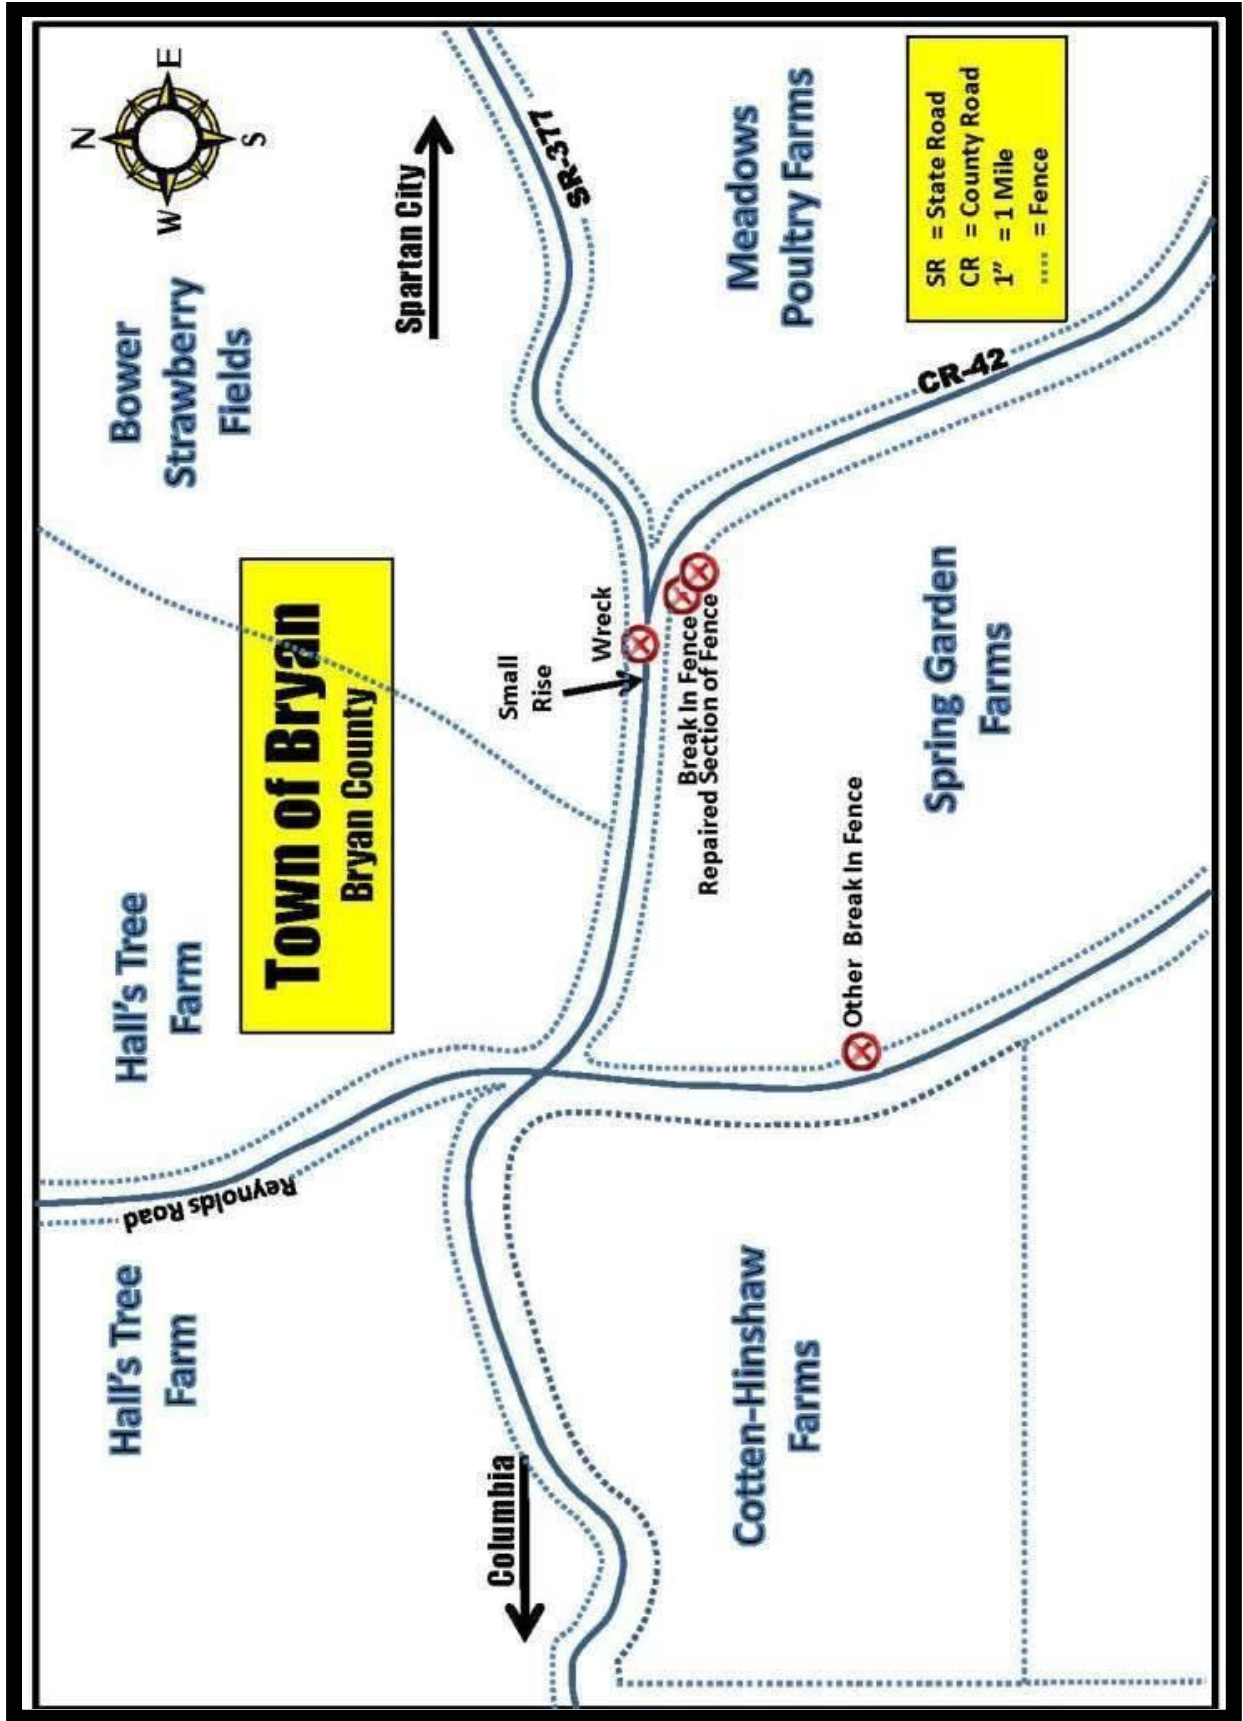 Hall's Tree
Farm
Hall's Tree
Farm
Bower
Strawberry
Fields
N
W
E
S
Town of Bryan
Bryan County
Reynolds Road
Spartan City
Columbia
Small
Rise
Wreck
SR-377
Break In Fence
Repaired Section of Fence
Other Break In Fence
Meadows
Poultry Farms
Cotten-Hinshaw
Farms
Spring Garden
Farms
CR-42
SR = State Road
CR = County Road
1” = 1 Mile
···· = Fence